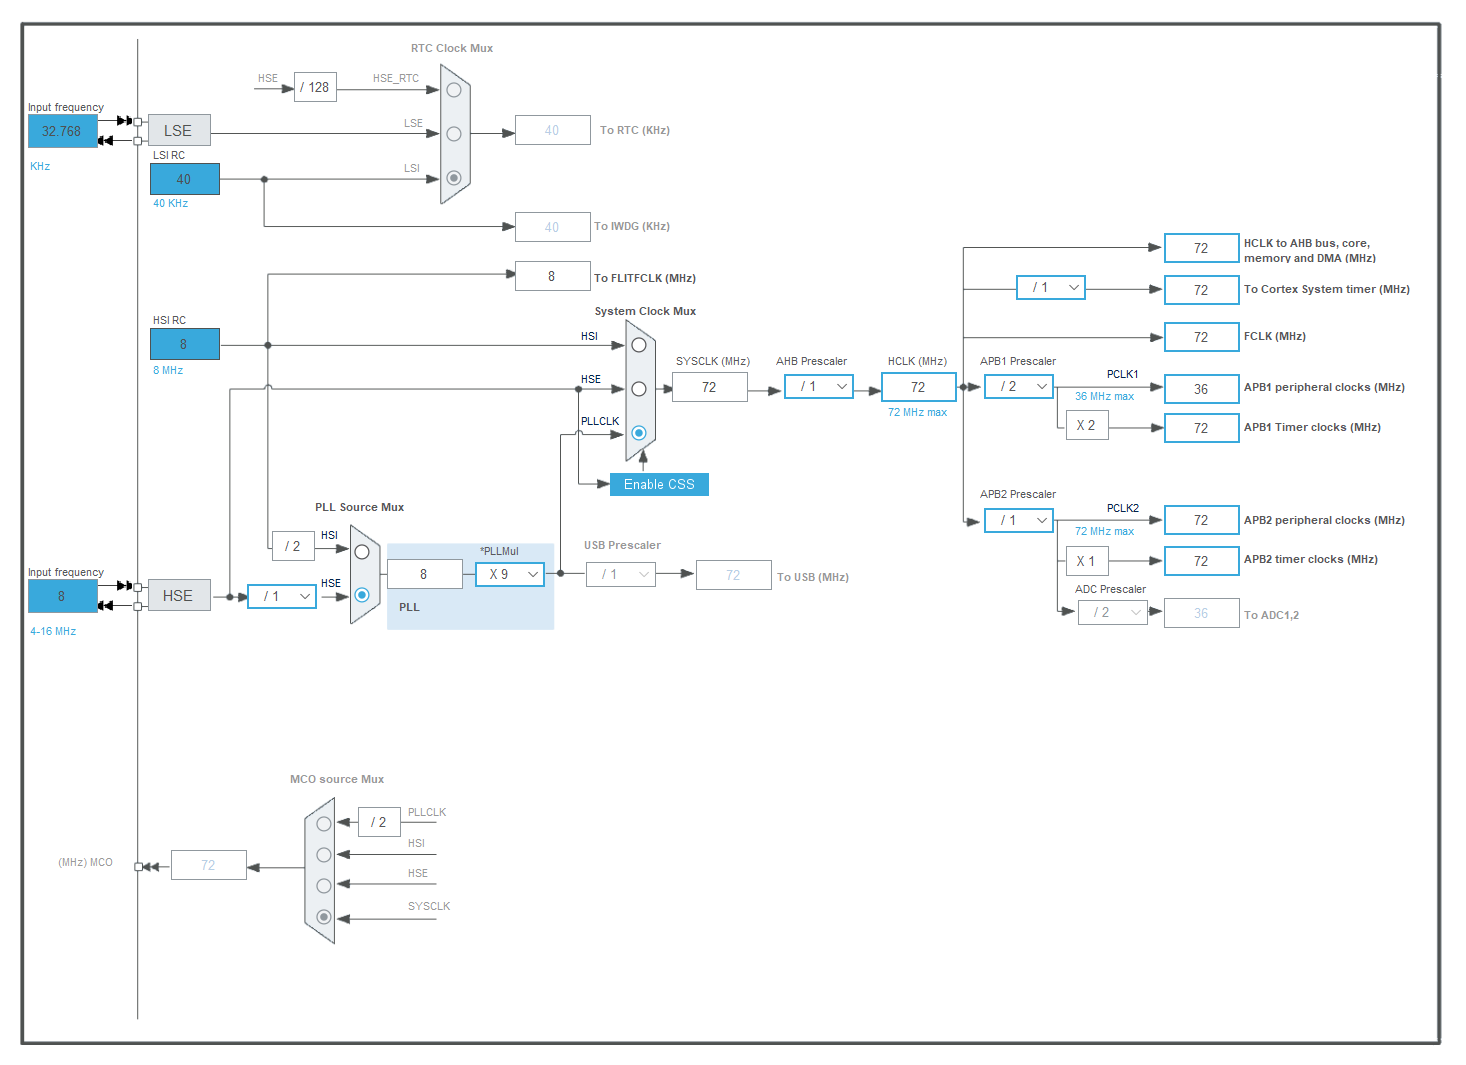 RTC Clock Mux
HSE
/ 128
HSE_RTC
Input frequency
32.768
KHz
LSE
LSE
40
To RTC (KHz)
LSI RC
40
40 KHz
LSI
40
To IWDG (KHz)
8
To FLITFCLK (MHz)
HSI RC
8
8 MHz
System Clock Mux
HSI
HSE
PLLCLK
Enable CSS
SYSCLK (MHz)
72
AHB Prescaler
/ 1
HCLK (MHz)
72
72 MHz max
72
HCLK to AHB bus, core,
memory and DMA (MHz)
/ 1
72
To Cortex System timer (MHz)
72
FCLK (MHz)
APB1 Prescaler
/ 2
PCLK1
36 MHz max
36
APB1 peripheral clocks (MHz)
X 2
72
APB1 Timer clocks (MHz)
APB2 Prescaler
/ 1
PCLK2
72 MHz max
72
APB2 peripheral clocks (MHz)
X 1
72
APB2 timer clocks (MHz)
ADC Prescaler
/ 2
36
To ADC1,2
PLL Source Mux
/ 2
HSI
Input frequency
8
4-16 MHz
HSE
/ 1
HSE
8
*PLLMul
X 9
PLL
USB Prescaler
/ 1
72
To USB (MHz)
MCO source Mux
/ 2
PLLCLK
HSI
HSE
SYSCLK
(MHz) MCO
72